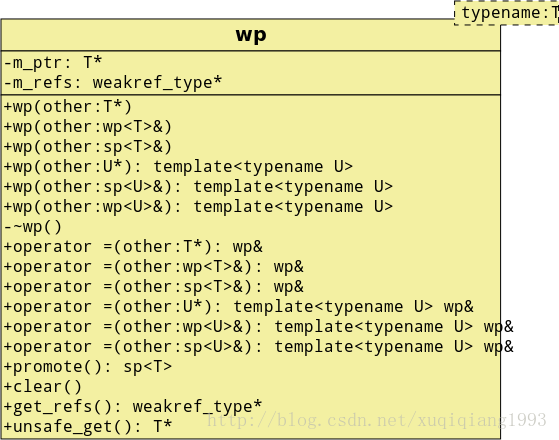 typename:T
wp
-m_ptr: T*
-m_refs: weakref_type*
+wp(other:T*)
+wp(other:wp<T>&)
+wp(other:sp<T>&)
+wp(other:U*): template<typename U>
+wp(other:sp<U>&): template<typename U>
+wp(other:wp<U>&): template<typename U>
-~wp()
+operator =(other:T*): wp&
+operator =(other:wp<T>&): wp&
+operator =(other:sp<T>&): wp&
+operator =(other:U*): template<typename U> wp&
+operator =(other:wp<U>&): template<typename U> wp&
+operator =(other:sp<U>&): template<typename U> wp&
+promote(): sp<T>
+clear()
+get_refs(): weakref_type*
http://blog.csdn.net/xuqiqiang1993
+unsafe_get(): T*